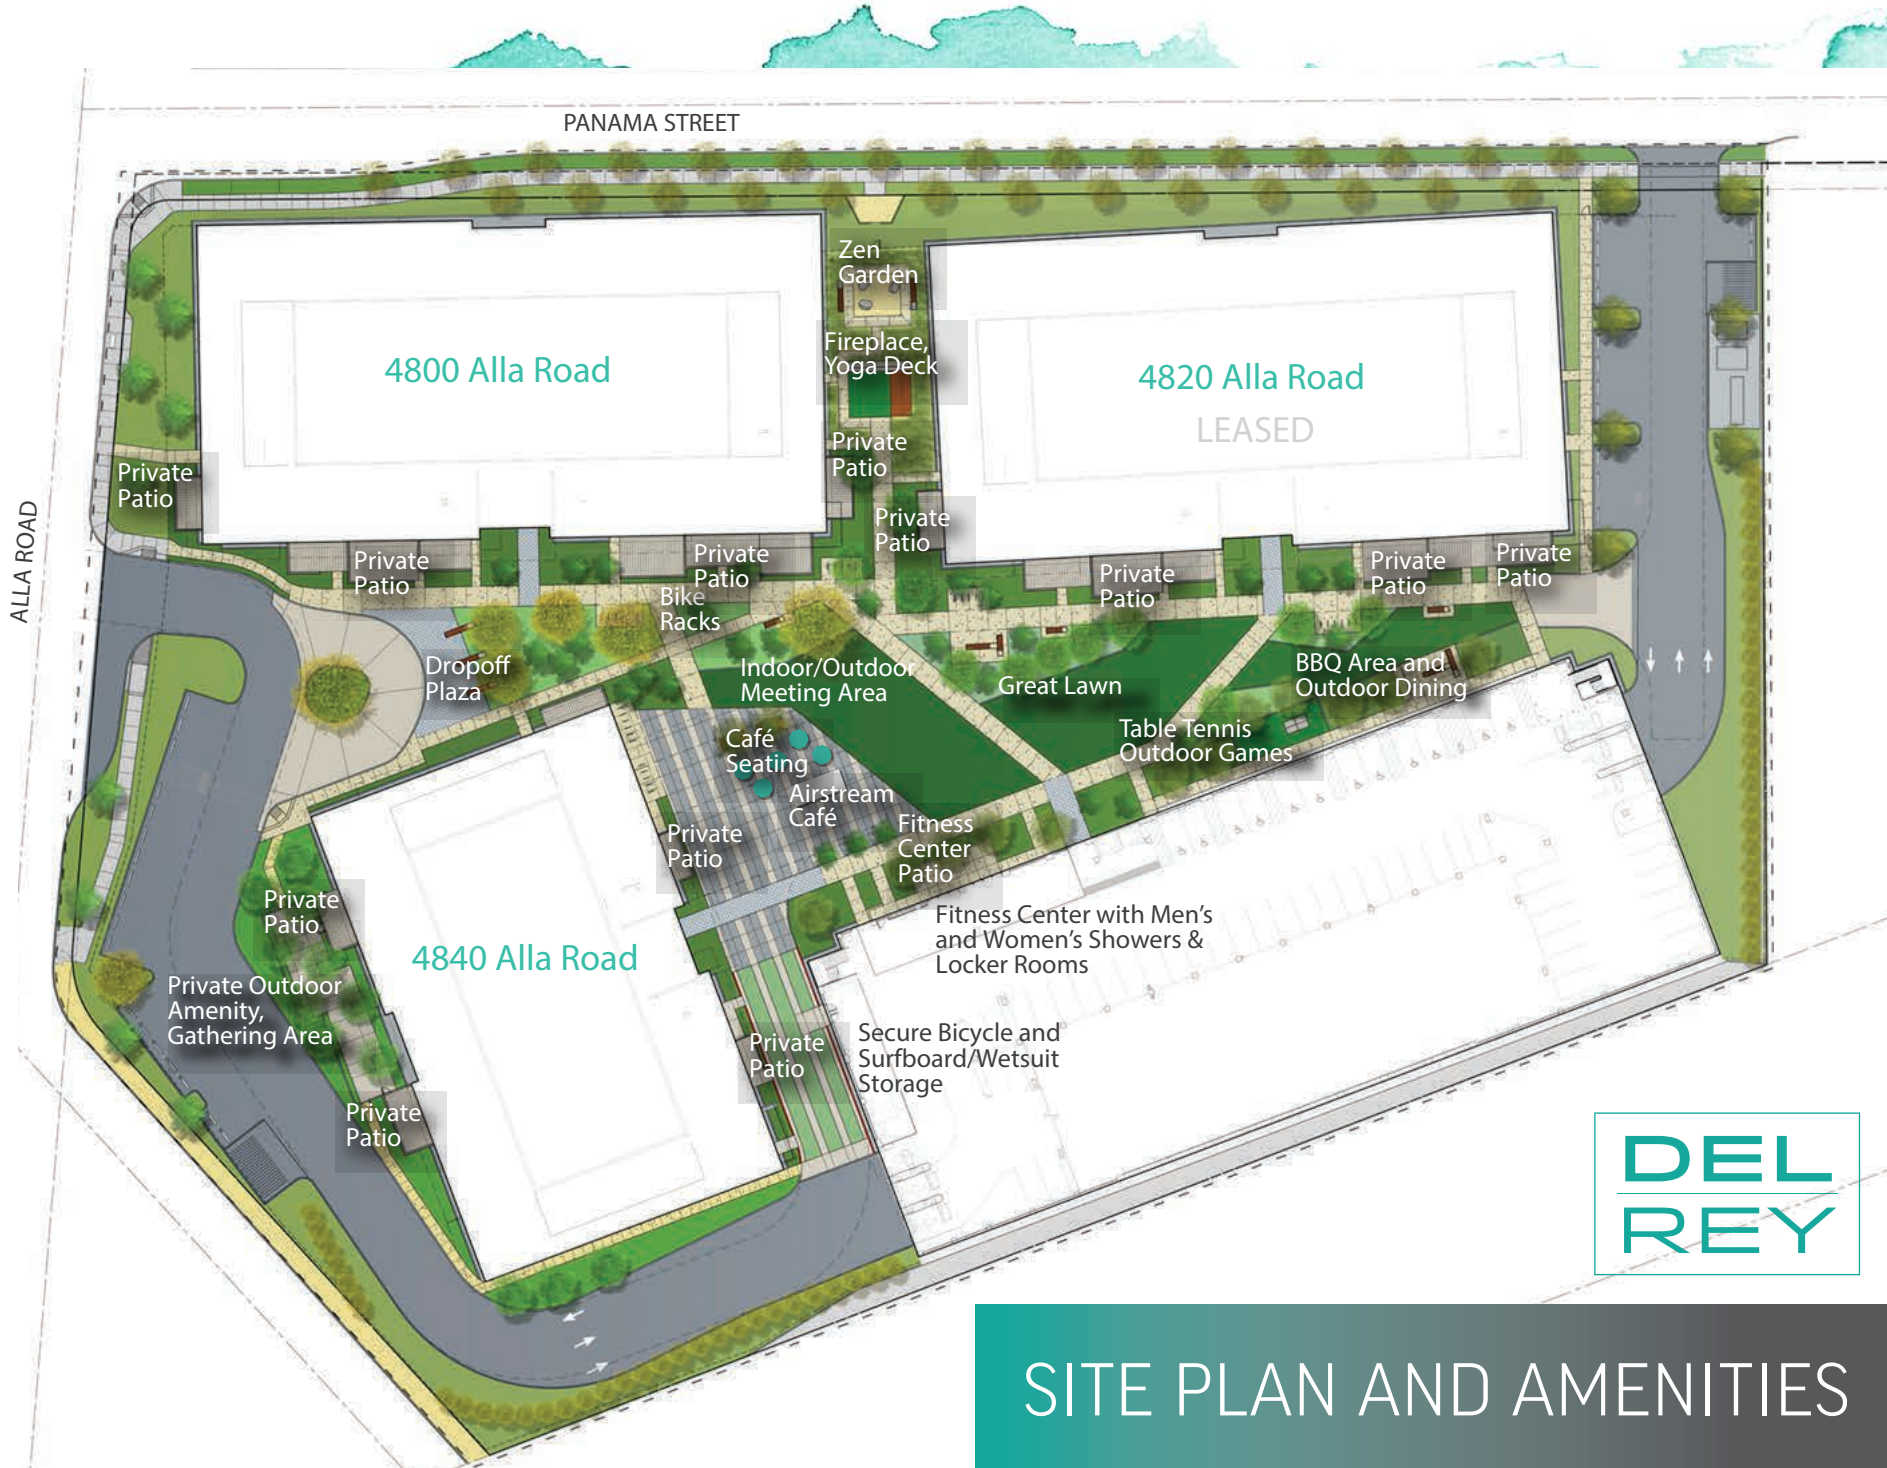 PANAMA STREET
ALLA ROAD
Zen
Garden
Fireplace,
Yoga Deck
4800 Alla Road
4820 Alla Road
LEASED
Private
Patio
Private
Patio
Private
Patio
Private
Patio
Private
Patio
Private
Patio
Private
Patio
Private
Patio
Bike
Racks
Dropoff
Plaza
Indoor/Outdoor
Meeting Area
Great Lawn
BBQ Area and
Outdoor Dining
Table Tennis
Outdoor Games
Café
Seating
Airstream
Café
Private
Patio
Fitness
Center
Patio
Private
Patio
Fitness Center with Men's
and Women's Showers &
Locker Rooms
4840 Alla Road
Private Outdoor
Amenity,
Gathering Area
Private
Patio
Secure Bicycle and
Surfboard/Wetsuit
Storage
Private
Patio
DEL
REY
SITE PLAN AND AMENITIES